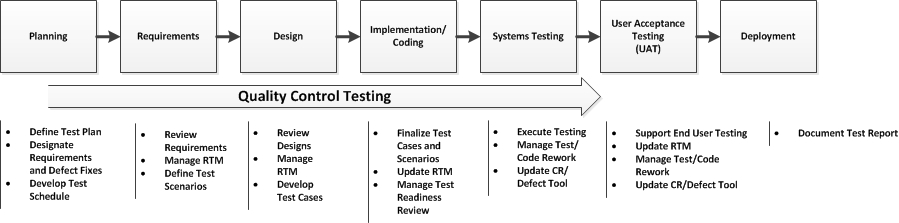 Planning
Requirements
Design
Implementation/
Coding
Systems Testing
User Acceptance
Testing
(UAT)
Deployment
Quality Control Testing
• Define Test Plan
• Designate
Requirements
and Defect Fixes
• Develop Test
Schedule
• Review
Requirements
• Manage RTM
• Define Test
Scenarios
• Review
Designs
• Manage
RTM
• Develop
Test Cases
• Finalize Test
Cases and
Scenarios
• Update RTM
• Manage Test
Readiness
Review
• Execute Testing
• Manage Test/
Code Rework
• Update CR/
Defect Tool
• Support End User Testing
• Update RTM
• Manage Test/Code
Rework
• Update CR/Defect Tool
• Document Test Report